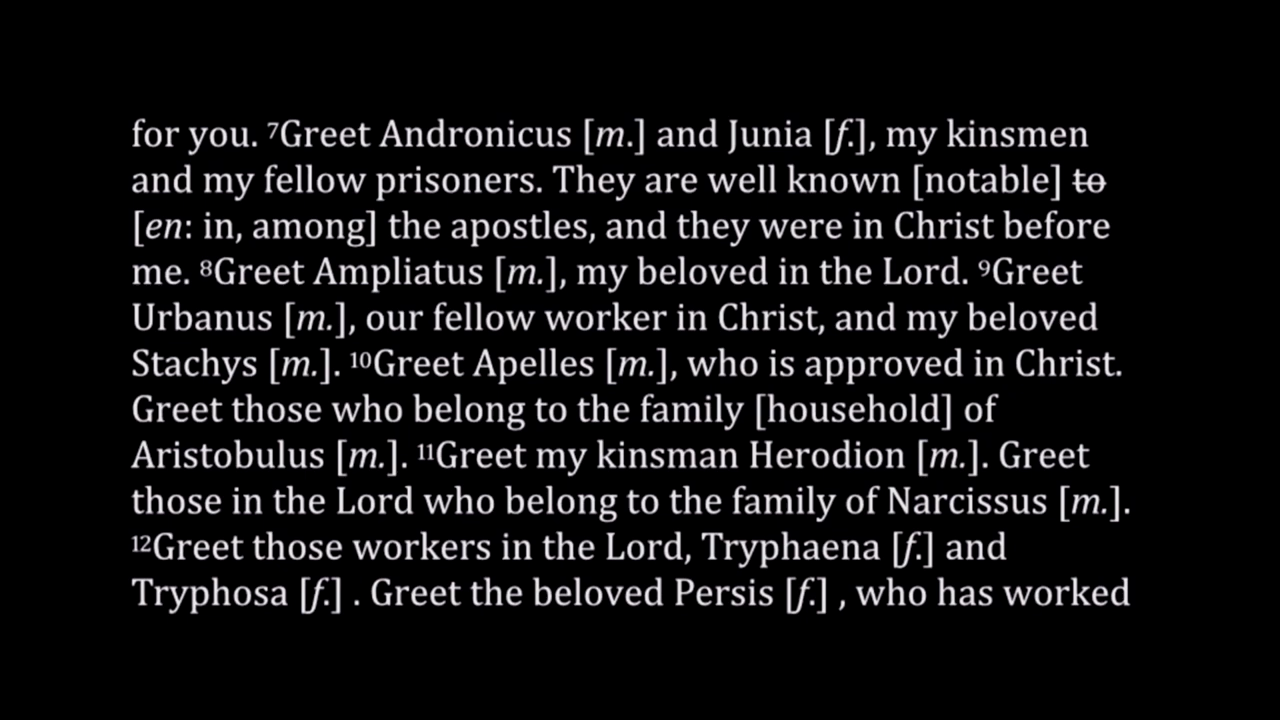 for you. ⁷Greet Andronicus [m.] and Junia [f.], my kinsmen
and my fellow prisoners. They are well known [notable] to
[en: in, among] the apostles, and they were in Christ before
me. ⁸Greet Ampliatus [m.], my beloved in the Lord. ⁹Greet
Urbanus [m.], our fellow worker in Christ, and my beloved
Stachys [m.]. ¹⁰Greet Apelles [m.], who is approved in Christ.
Greet those who belong to the family [household] of
Aristobulus [m.]. ¹¹Greet my kinsman Herodion [m.]. Greet
those in the Lord who belong to the family of Narcissus [m.].
¹²Greet those workers in the Lord, Tryphaena [f.] and
Tryphosa [f.] . Greet the beloved Persis [f.] , who has worked